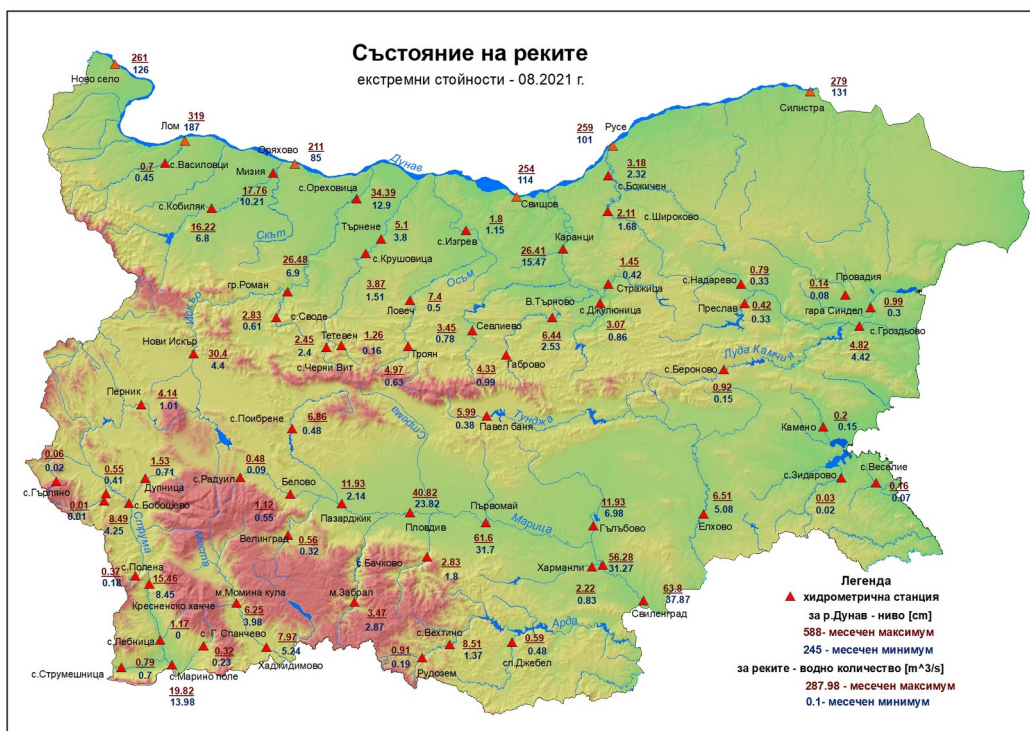 Състояние на реките
екстремни стойности - 08.2021 г.
261
126
Ново село
319
187
Лом
0.7
0.45
с.Василовци
Оряхово
211
85
Мизия
17.76
10.21
с.Кобиляк
16.22
6.8
Скът
Дунав
с.Ореховица
34.39
12.9
Търнене
5.1
3.8
с.Крушовица
3.87
1.51
254
114
Свищов
259
101
Русе
279
131
Силистра
3.18
2.32
с.Божичен
2.11
1.68
с.Широково
1.8
1.15
с.Изгрев
Каранци
26.41
15.47
Осъм
Искър
26.48
6.9
гр.Роман
2.83
0.61
с.Своде
Тетевен
2.45
2.4
с.Черни Вит
1.26
0.16
7.4
0.5
Ловеч
Троян
4.97
0.63
Севлиево
3.45
0.78
4.33
0.99
Габрово
В.Търново
6.44
2.53
1.45
0.42
Стражица
с.Джулюница
3.07
0.86
с.Надарево
0.79
0.33
Преслав
0.42
0.33
0.14
0.08
Провадия
гара Синдел
0.99
0.3
с.Гроздьово
4.82
4.42
Луда Камчия
с.Бероново
0.92
0.15
Нови Искър
30.4
4.4
Перник
4.14
1.01
с.Поибрене
6.86
0.48
Стряма
5.99
0.38
Павел баня
Тунджа
Камено
0.2
0.15
с.Зидарово
0.03
0.02
с.Веселие
0.16
0.07
0.06
0.02
с.Гърляно
0.55
0.41
1.53
0.71
Дупница
0.01
0.01
с.Бобошево
8.49
4.25
с.Радуил
0.48
0.09
Белово
1.12
0.55
Велинград
0.56
0.32
11.93
2.14
Пазарджик
40.82
23.82
Пловдив
Първомай
61.6
31.7
Марица
11.93
6.98
Гълъбово
6.51
5.08
Елхово
Харманли
56.28
31.27
2.22
0.83
63.8
37.87
Свиленград
Струма
Места
с.Полена
0.37
0.18
15.46
8.45
Кресненско ханче
м.Момина кула
6.25
3.98
с.Бачково
2.83
1.8
м.Забрал
3.47
2.87
1.17
0
с.Лебница
с. Г. Спанчево
0.32
0.23
7.97
5.24
Хаджидимово
с.Струмешница
0.79
0.7
с.Марино поле
19.82
13.98
0.91
0.19
Рудозем
с.Вехтино
8.51
1.37
0.59
0.48
сл.Джебел
Арда
Легенда
хидрометрична станция
за р.Дунав - ниво [cm]
588- месечен максимум
245 - месечен минимум
за реките - водно количество [m^3/s]
287.98 - месечен максимум
0.1- месечен минимум